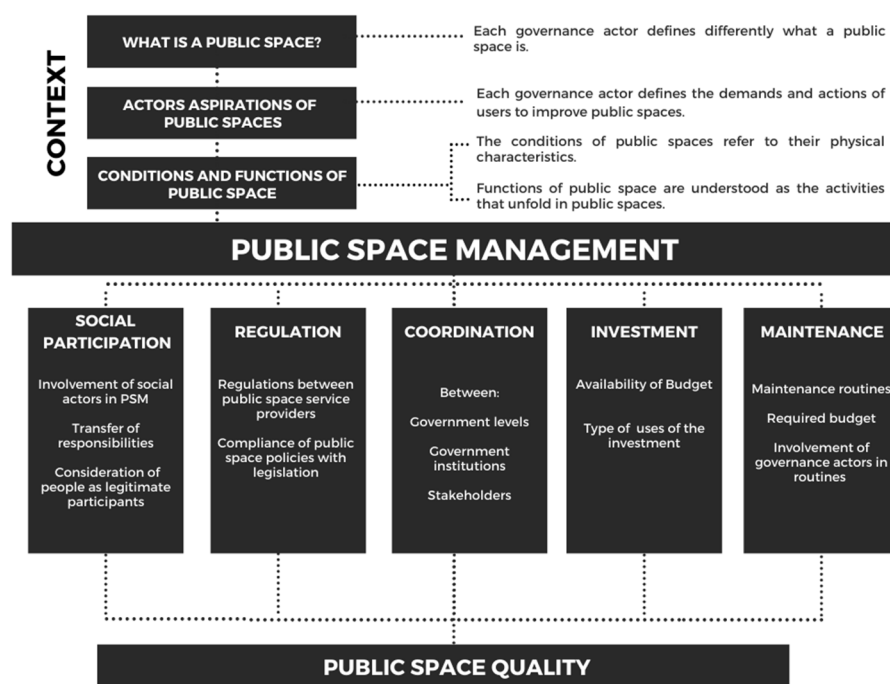 CONTEXT
WHAT IS A PUBLIC SPACE?
Each governance actor defines differently what a public
space is.
ACTORS ASPIRATIONS OF
PUBLIC SPACES
Each governance actor defines the demands and actions of
users to improve public spaces.
CONDITIONS AND FUNCTIONS OF
PUBLIC SPACE
The conditions of public spaces refer to their physical
characteristics.
Functions of public space are understood as the activities
that unfold in public spaces.
PUBLIC SPACE MANAGEMENT
SOCIAL
PARTICIPATION
Involvement of social
actors in PSM
Transfer of
responsibilities
Consideration of
people as legitimate
participants
REGULATION
Regulations between
public space service
providers
Compliance of public
space policies with
legislation
COORDINATION
Between:
Government levels
Government
institutions
Stakeholders
INVESTMENT
Availability of Budget
Type of uses of the
investment
MAINTENANCE
Maintenance routines
Required budget
Involvement of
governance actors in
routines
PUBLIC SPACE QUALITY